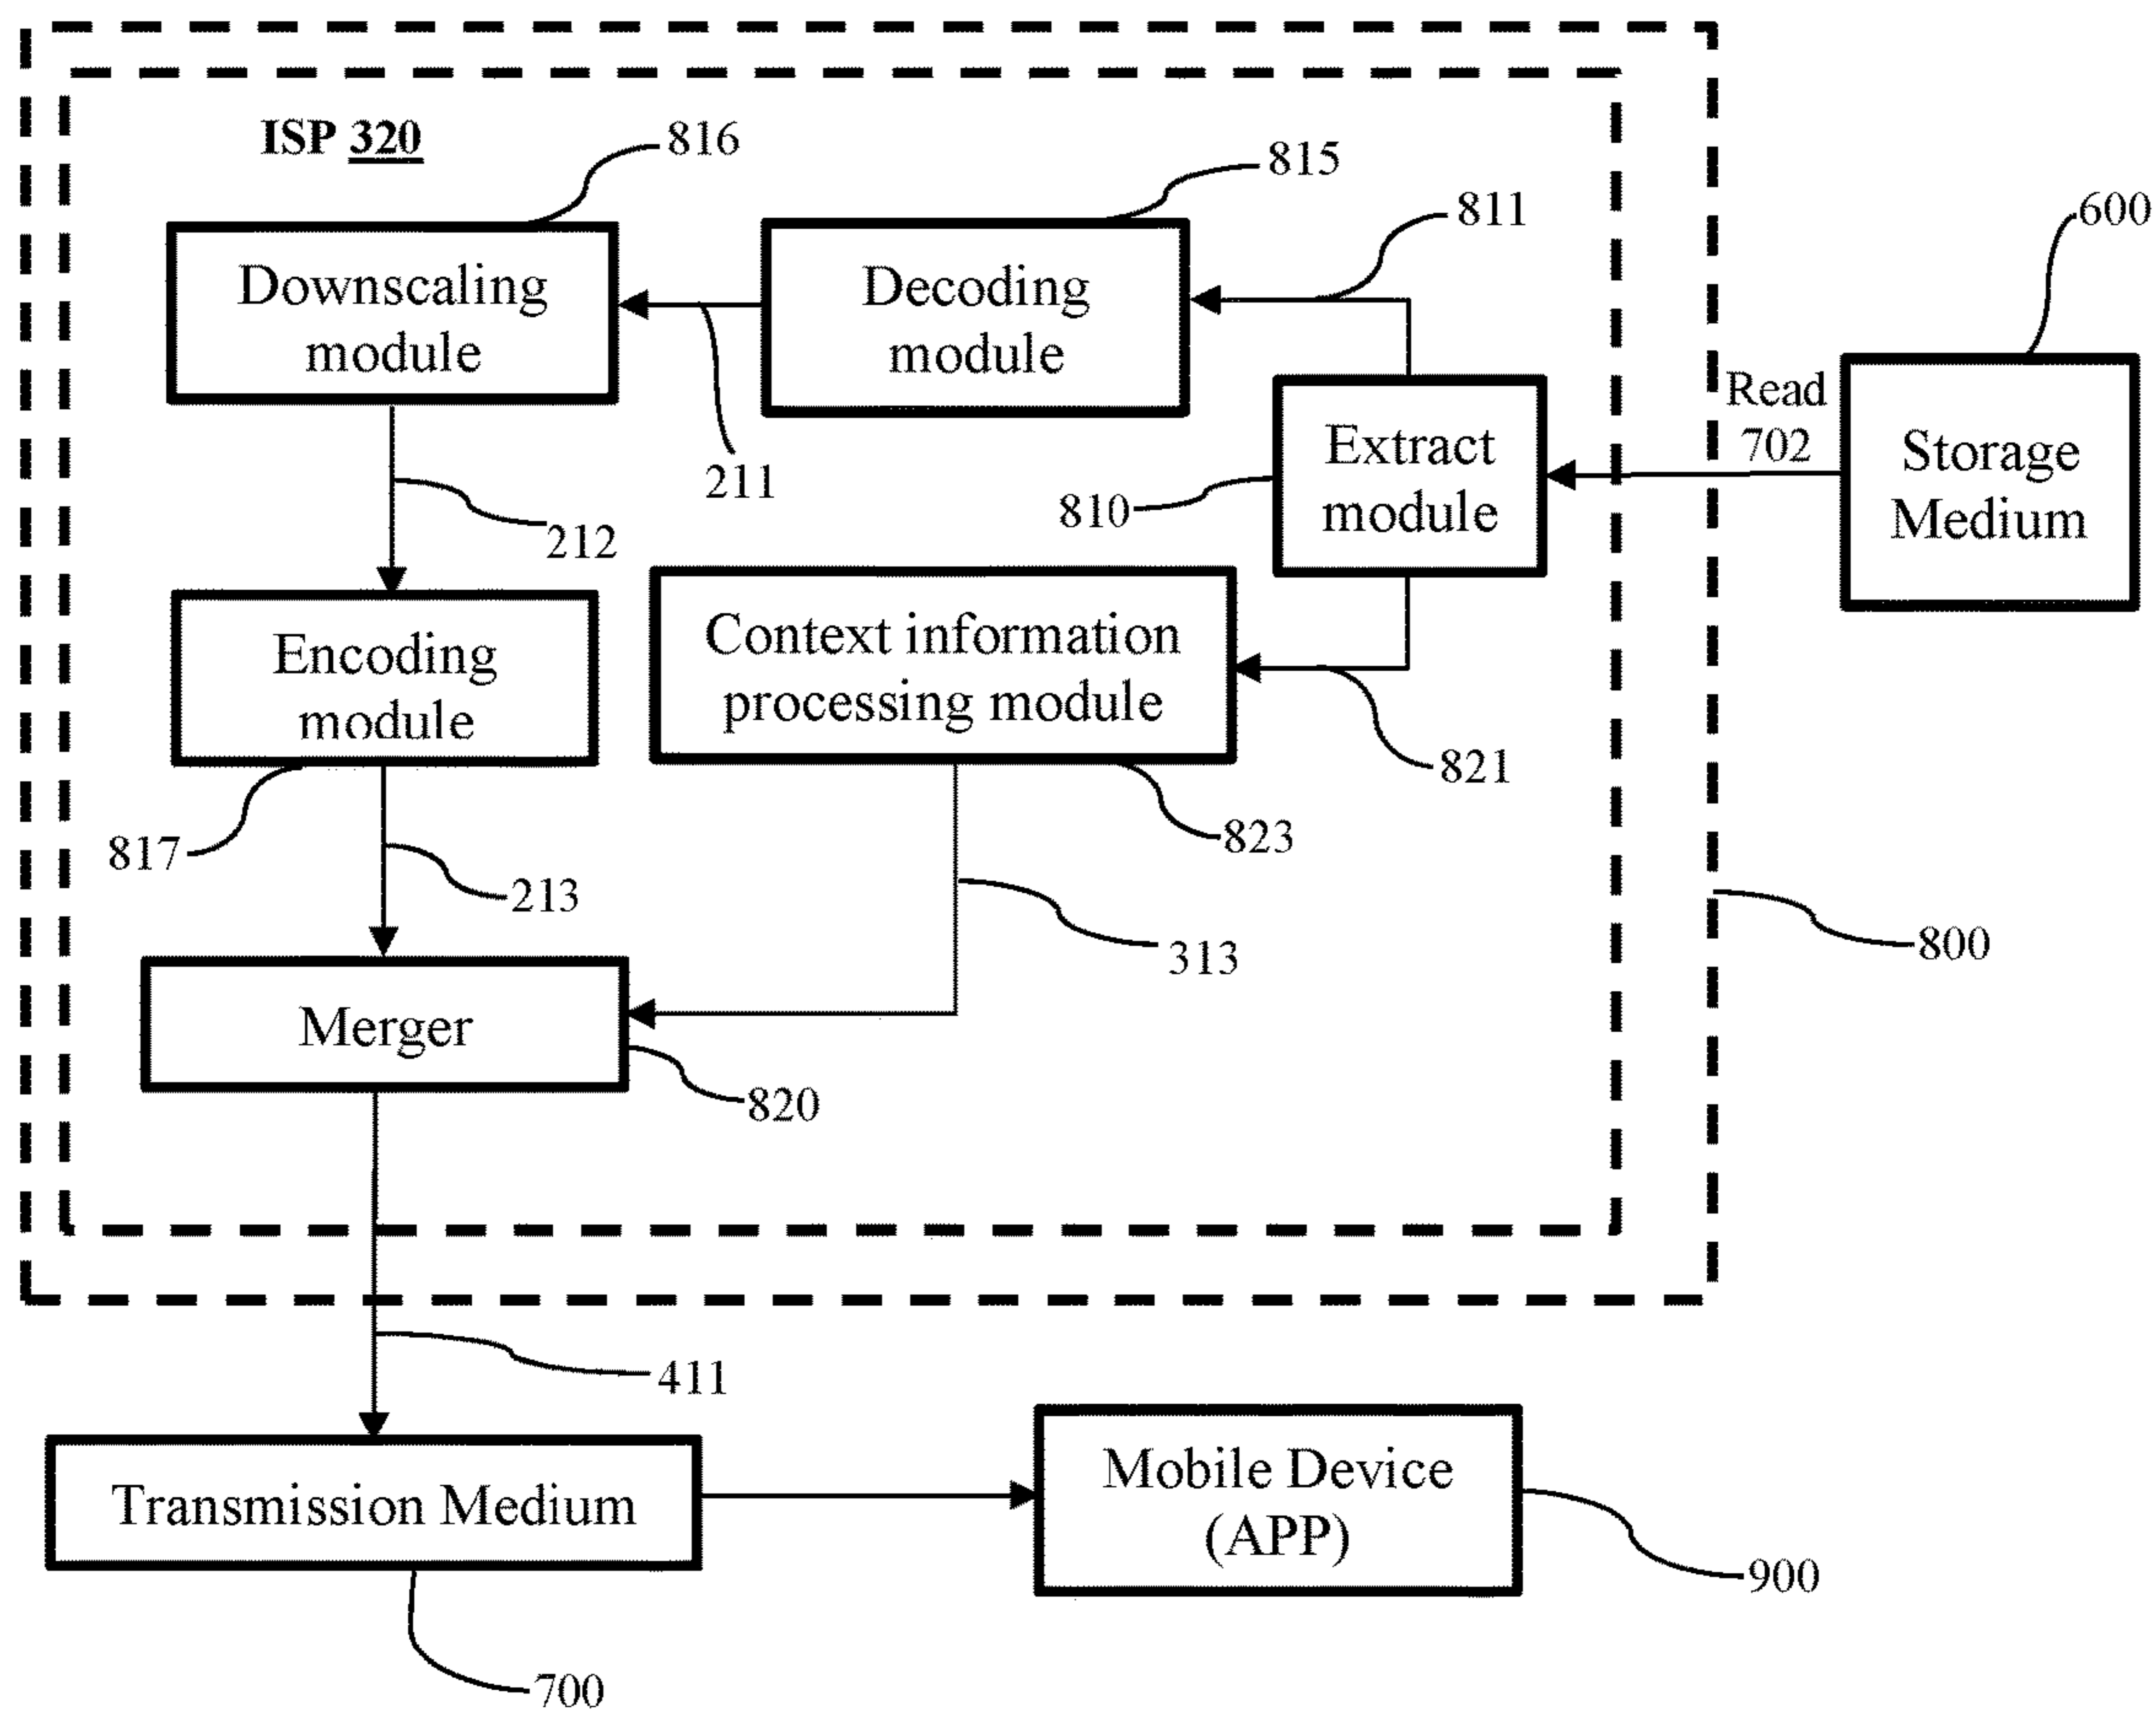 ISP 320
816
815
811
600
Downscaling
module
Decoding
module
Read
702
Storage
Medium
Extract
module
211
810
212
Context information
processing module
Encoding
module
821
823
817
213
313
800
Merger
820
411
Transmission Medium
Mobile Device
(APP)
900
700